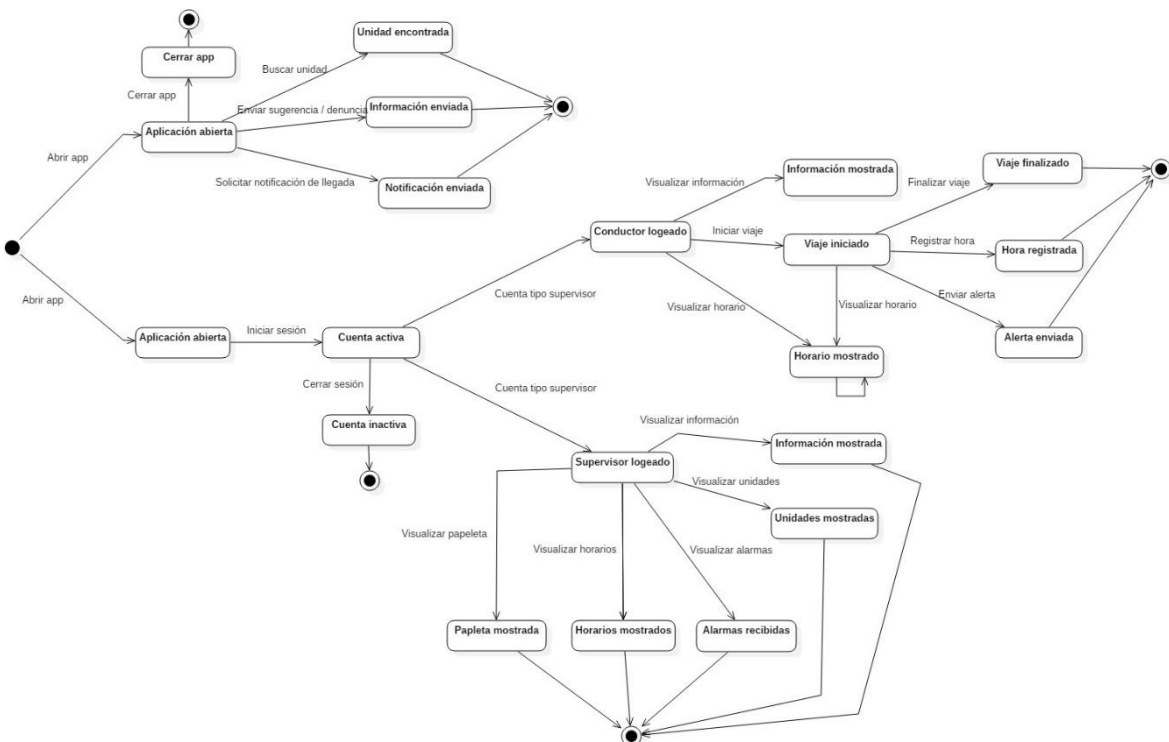 Unidad encontrada
Cerrar app
Buscar unidad
Cerrar app
Enviar sugerencia / denuncia
Información enviada
Aplicación abierta
Abrir app
Solicitar notificación de llegada
Notificación enviada
Visualizar información
Información mostrada
Viaje finalizado
Finalizar viaje
Conductor logeado
Iniciar viaje
Viaje iniciado
Registrar hora
Hora registrada
Abrir app
Cuenta tipo supervisor
Visualizar horario
Visualizar horario
Enviar alerta
Aplicación abierta
Iniciar sesión
Cuenta activa
Alerta enviada
Horario mostrado
Cerrar sesión
Cuenta tipo supervisor
Cuenta inactiva
Visualizar información
Información mostrada
Supervisor logeado
Visualizar unidades
Unidades mostradas
Visualizar papeleta
Visualizar horarios
Visualizar alarmas
Papleta mostrada
Horarios mostrados
Alarmas recibidas